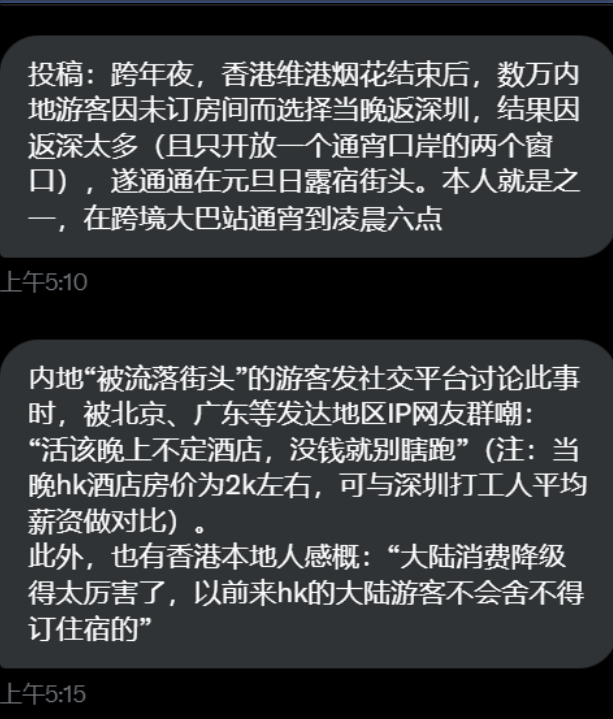 投稿：跨年夜，香港维港烟花结束后，数万内
地游客因未订房间而选择当晚返深圳，结果因
返深太多（且只开放一个通宵口岸的两个窗
口），遂通通在元旦日露宿街头。本人就是之
一，在跨境大巴站通宵到凌晨六点
上午5:10
内地“被流落街头”的游客发社交平台讨论此事
时，被北京、广东等发达地区IP网友群嘲：
“活该晚上不定酒店，没钱就别瞎跑”（注：当
晚hk酒店房价为2k左右，可与深圳打工人平均
薪资做对比）。
此外，也有香港本地人感概：“大陆消费降级
得太厉害了，以前来hk的大陆游客不会舍不得
订住宿的”
上午5:15